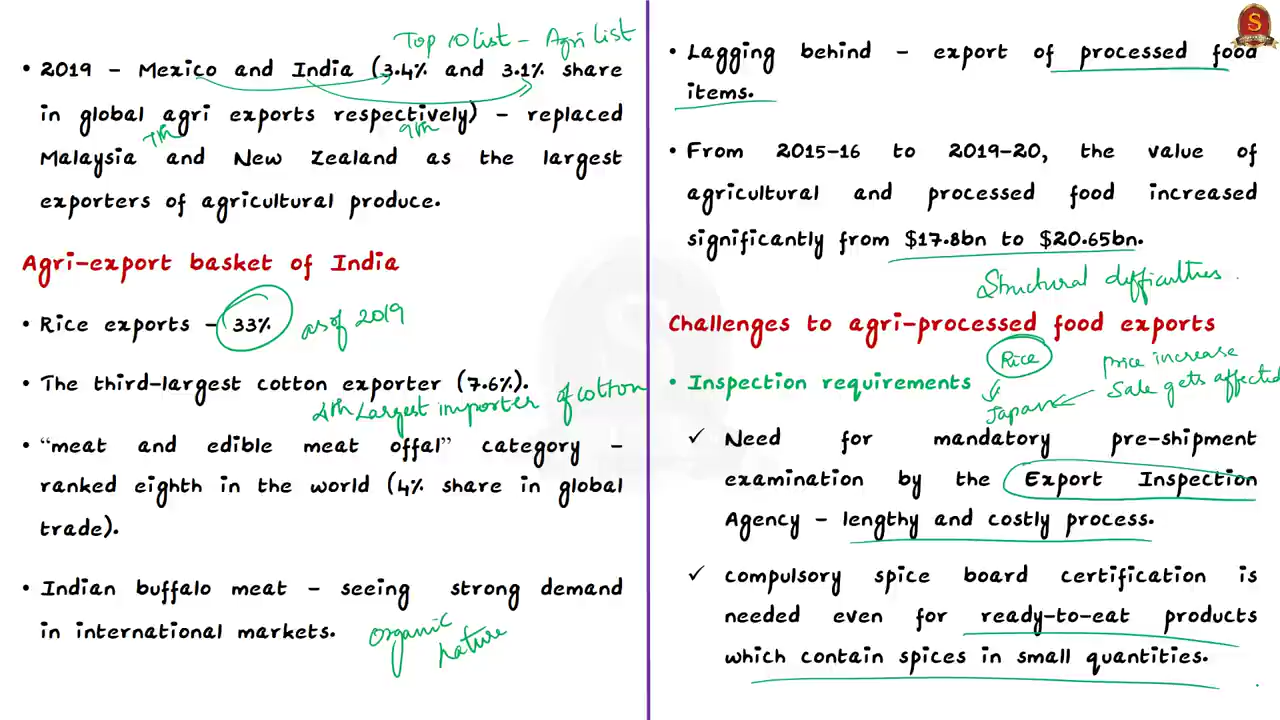 Top 10 list - Agri list
• 2019 - Mexico and India (3.4% and 3.1% share
in global agri exports respectively) - replaced
7th 9th
Malaysia and New Zealand as the largest
exporters of agricultural produce.
Agri-export basket of India
• Rice exports - 33% as of 2019
• The third-largest cotton exporter (7.6%).
4th Largest importer of cotton
• "meat and edible meat offal" category -
ranked eighth in the world (4% share in global
trade).
• Indian buffalo meat - seeing strong demand
in international markets.
organic
nature
• Lagging behind - export of processed food
items.
• From 2015-16 to 2019-20, the value of
agricultural and processed food increased
significantly from $17.8bn to $20.65bn.
Structural difficulties.
Challenges to agri-processed food exports
Rice
price increase
• Inspection requirements
Sale gets affected
Japan
✓ Need for mandatory pre-shipment
examination by the Export Inspection
Agency - lengthy and costly process.
✓ compulsory spice board certification is
needed even for ready-to-eat products
which contain spices in small quantities.